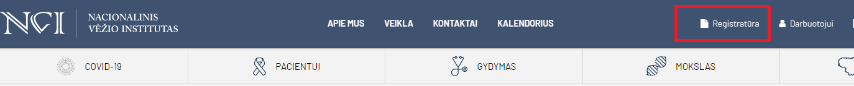 NCI NACIONALINIS
VĖŽIO INSTITUTAS
APIE MUS VEIKLA KONTAKTAI KALENDORIUS
Registratūra Darbuotojui
COVID-19 PACIENTUI GYDYMAS MOKSLAS